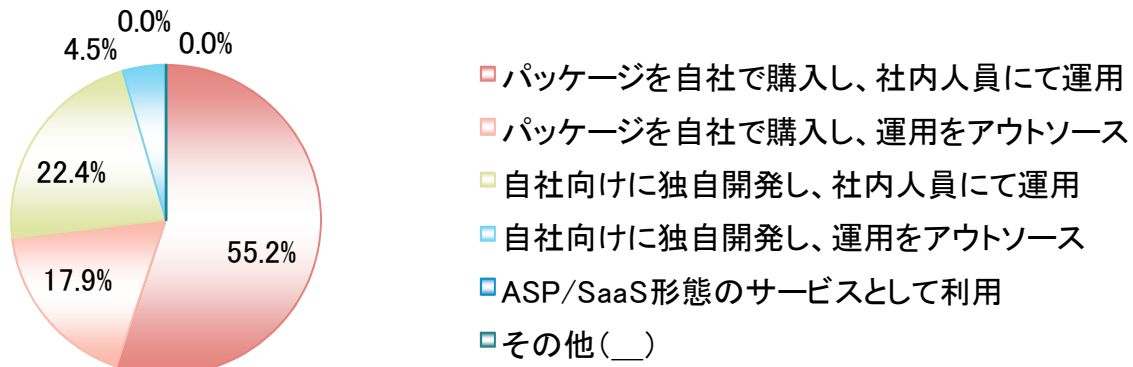 0.0%
4.5%
0.0%
22.4%
55.2%
17.9%
パッケージを自社で購入し、社内人員にて運用
パッケージを自社で購入し、運用をアウトソース
自社向けに独自開発し、社内人員にて運用
自社向けに独自開発し、運用をアウトソース
ASP/SaaS形態のサービスとして利用
その他(__)